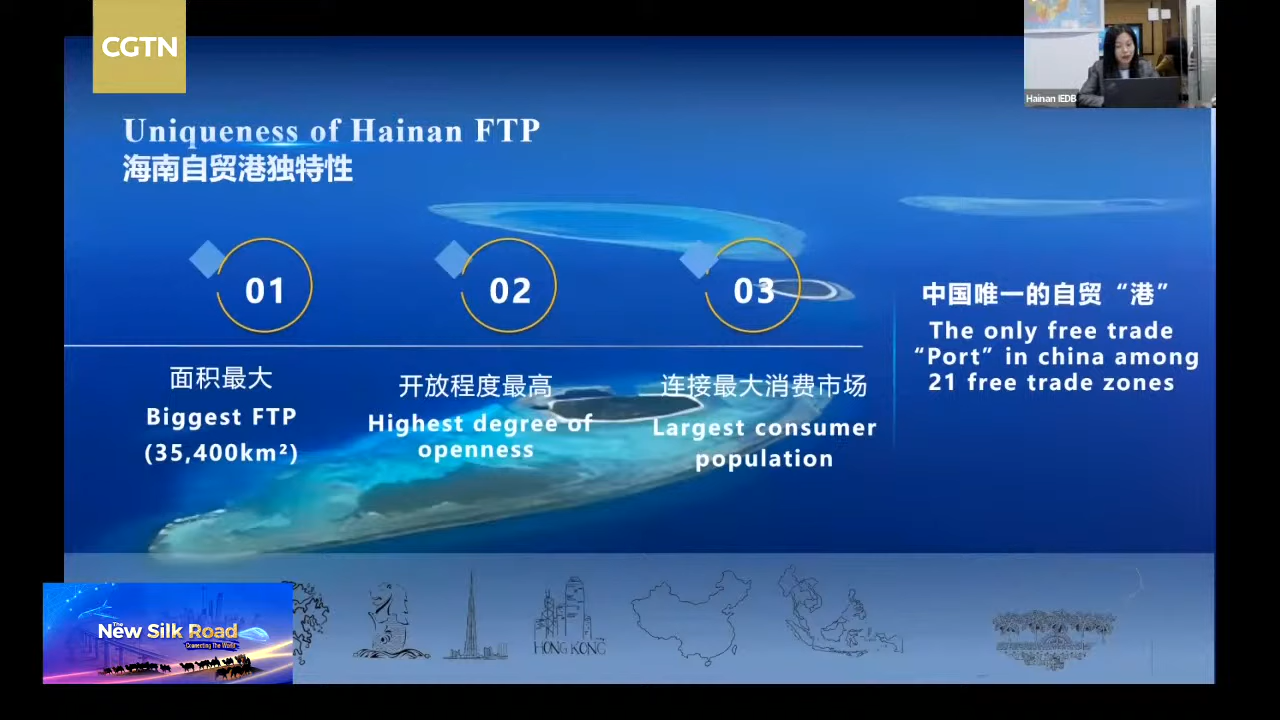 CGTN
Hainan IEDB
Uniqueness of Hainan FTP
海南自贸港独特性
01
02
03
面积最大
Biggest FTP
(35,400km²)
开放程度最高
Highest degree of
openness
连接最大消费市场
Largest consumer
population
中国唯一的自贸“港”
The only free trade
“Port” in china among
21 free trade zones
HONG KONG
The
New Silk Road
Connecting The World